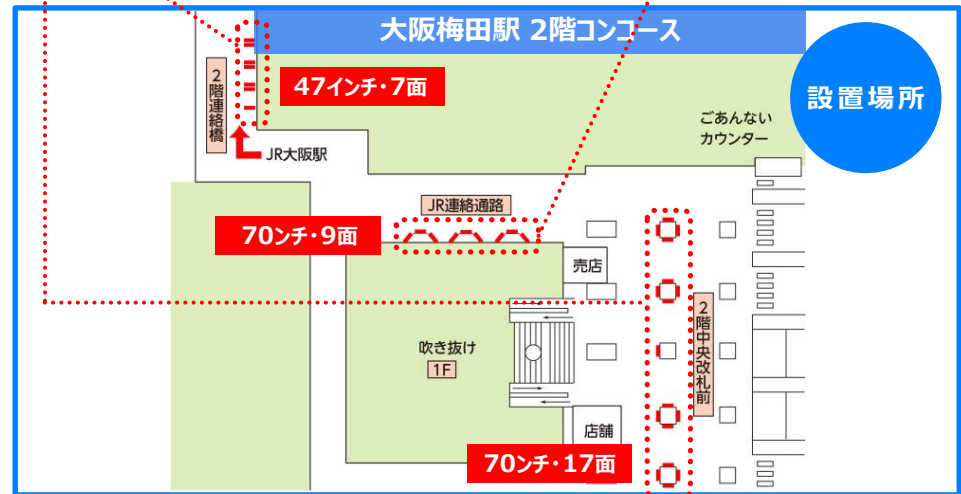 大阪梅田駅 2階コンコース
設置場所
2階連絡橋
47インチ・7面
JR大阪駅
ごあんない
カウンター
JR連絡通路
70ンチ・9面
売店
2階中央改札前
吹き抜け
1F
店舗
70ンチ・17面